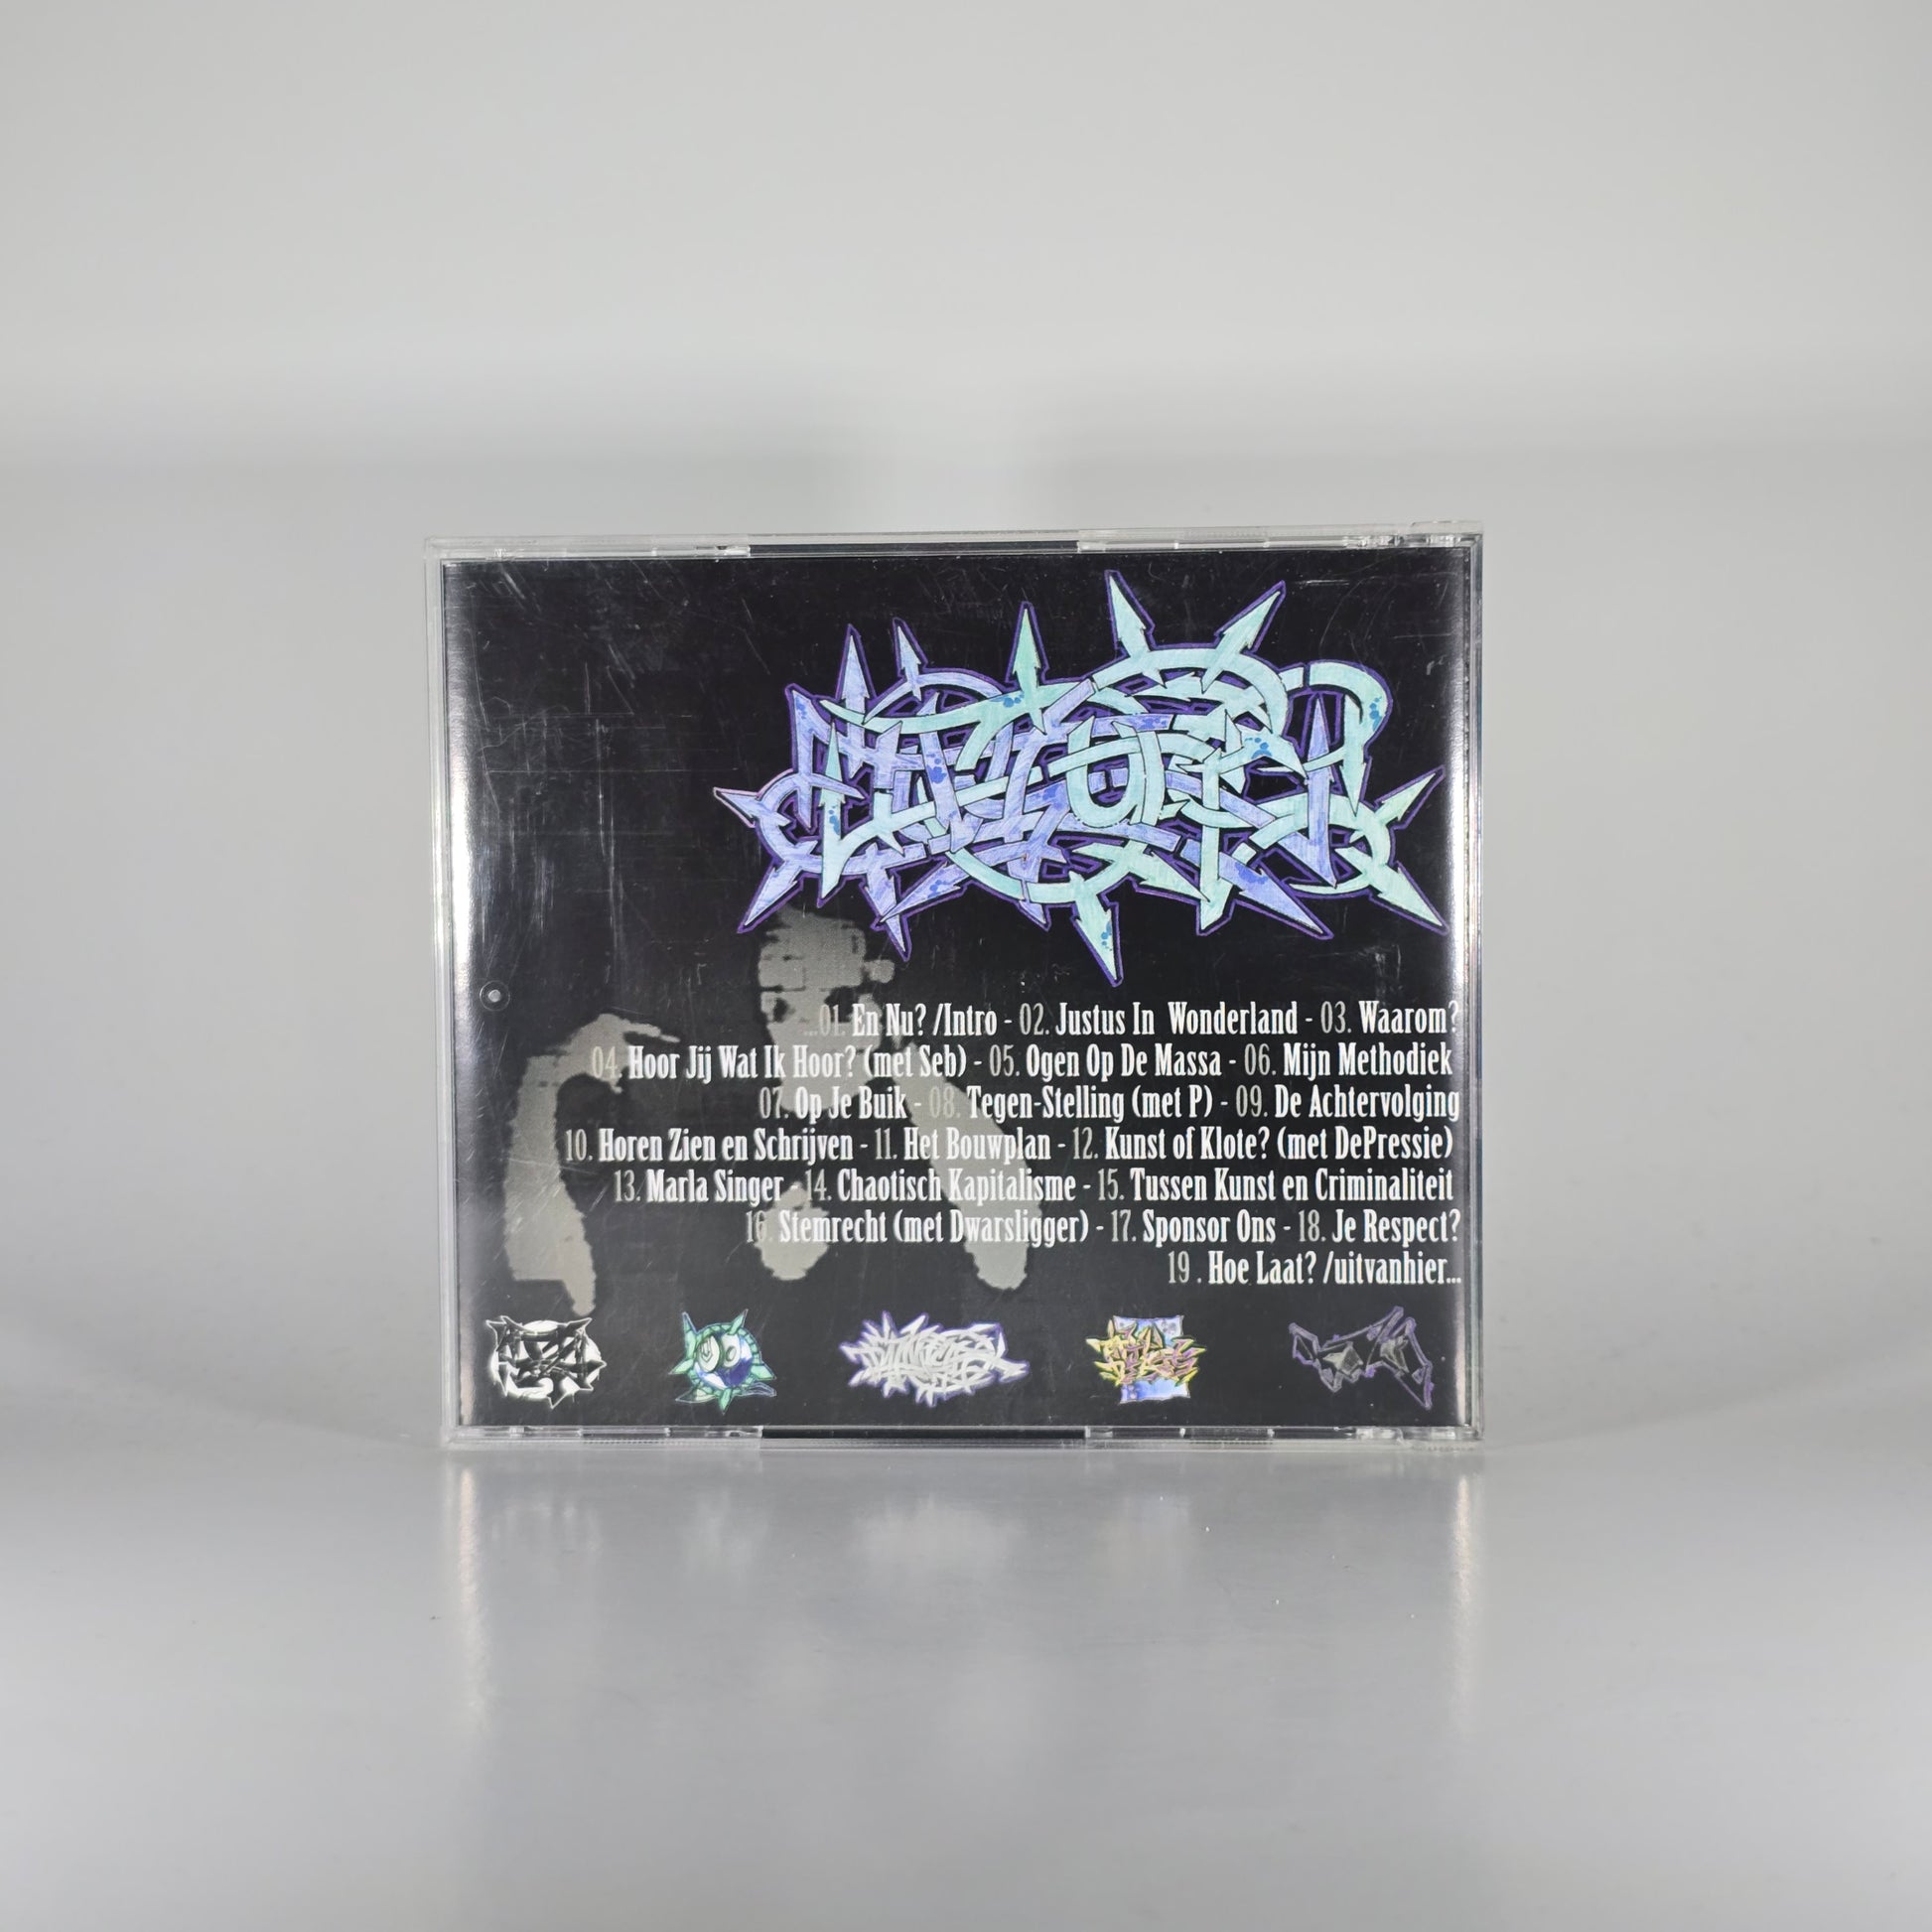 ...01. En Nu? /Intro - 02. Justus In Wonderland - 03. Waarom?
04. Hoor Jij Wat Ik Hoor? (met Seb) - 05. Ogen Op De Massa - 06. Mijn Methodiek
07. Op Je Buik - 08. Tegen-Stelling (met P) - 09. De Achtervolging
10. Horen Zien en Schrijven - 11. Het Bouwplan - 12. Kunst of Klote? (met DePressie)
13. Marla Singer - 14. Chaotisch Kapitalisme - 15. Tussen Kunst en Criminaliteit
16. Stemrecht (met Dwarsligger) - 17. Sponsor Ons - 18. Je Respect?
19 . Hoe Laat? /uitvanhier...